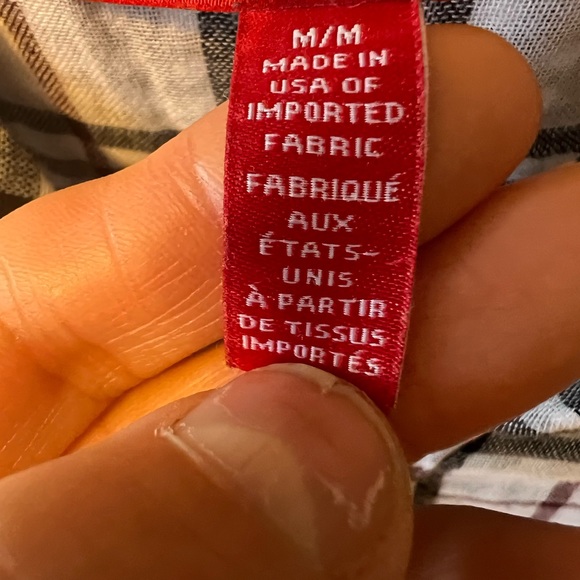 M/M
MADE IN
USA OF
IMPORTED
FABRIC
FABRIQUÉ
AUX
ÉTATS-
UNIS
À PARTIR
DE TISSUS
IMPORTÉS